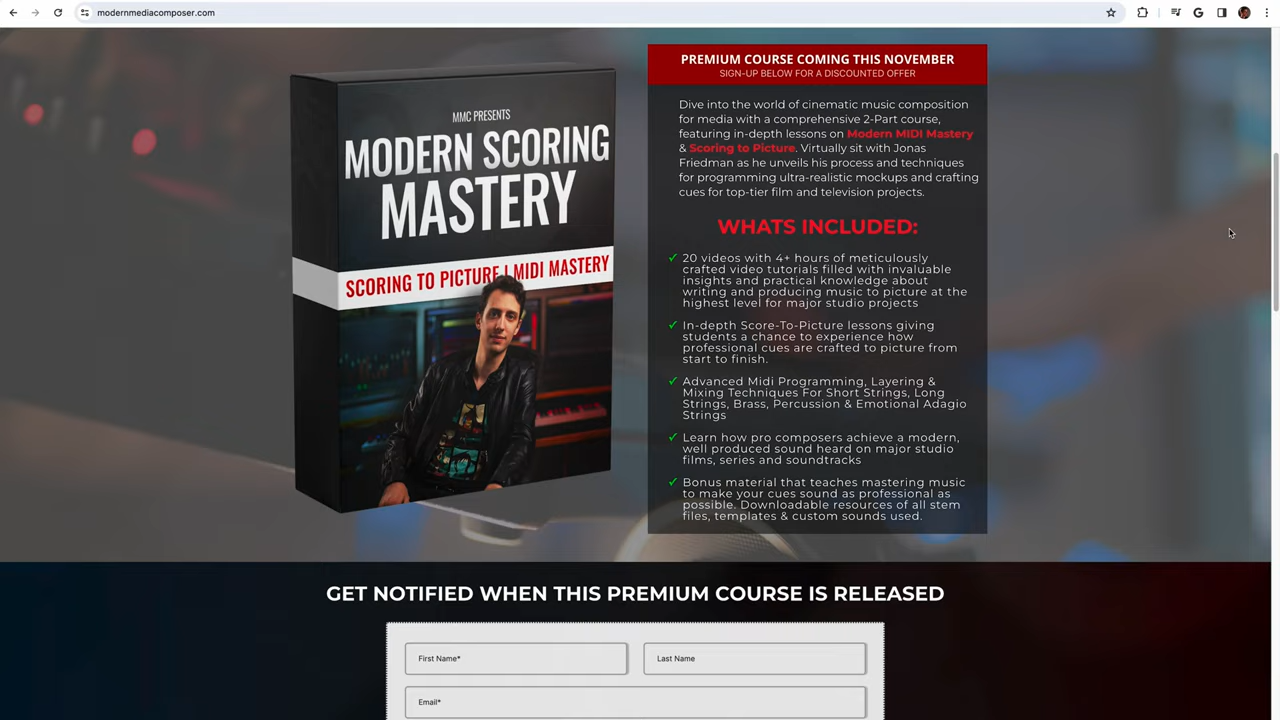 modernmediacomposer.com
MMC PRESENTS
MODERN SCORING
MASTERY
SCORING TO PICTURE | MIDI MASTERY
PREMIUM COURSE COMING THIS NOVEMBER
SIGN-UP BELOW FOR A DISCOUNTED OFFER
Dive into the world of cinematic music composition
for media with a comprehensive 2-Part course,
featuring in-depth lessons on Modern MIDI Mastery
& Scoring to Picture. Virtually sit with Jonas
Friedman as he unveils his process and techniques
for programming ultra-realistic mockups and crafting
cues for top-tier film and television projects.
WHATS INCLUDED:
20 videos with 4+ hours of meticulously
crafted video tutorials filled with invaluable
insights and practical knowledge about
writing and producing music to picture at the
highest level for major studio projects
In-depth Score-To-Picture lessons giving
students a chance to experience how
professional cues are crafted to picture from
start to finish.
Advanced Midi Programming, Layering &
Mixing Techniques For Short Strings, Long
Strings, Brass, Percussion & Emotional Adagio
Strings
Learn how pro composers achieve a modern,
well produced sound heard on major studio
films, series and soundtracks
Bonus material that teaches mastering music
to make your cues sound as professional as
possible. Downloadable resources of all stem
files, templates & custom sounds used.
GET NOTIFIED WHEN THIS PREMIUM COURSE IS RELEASED
First Name*
Last Name
Email*